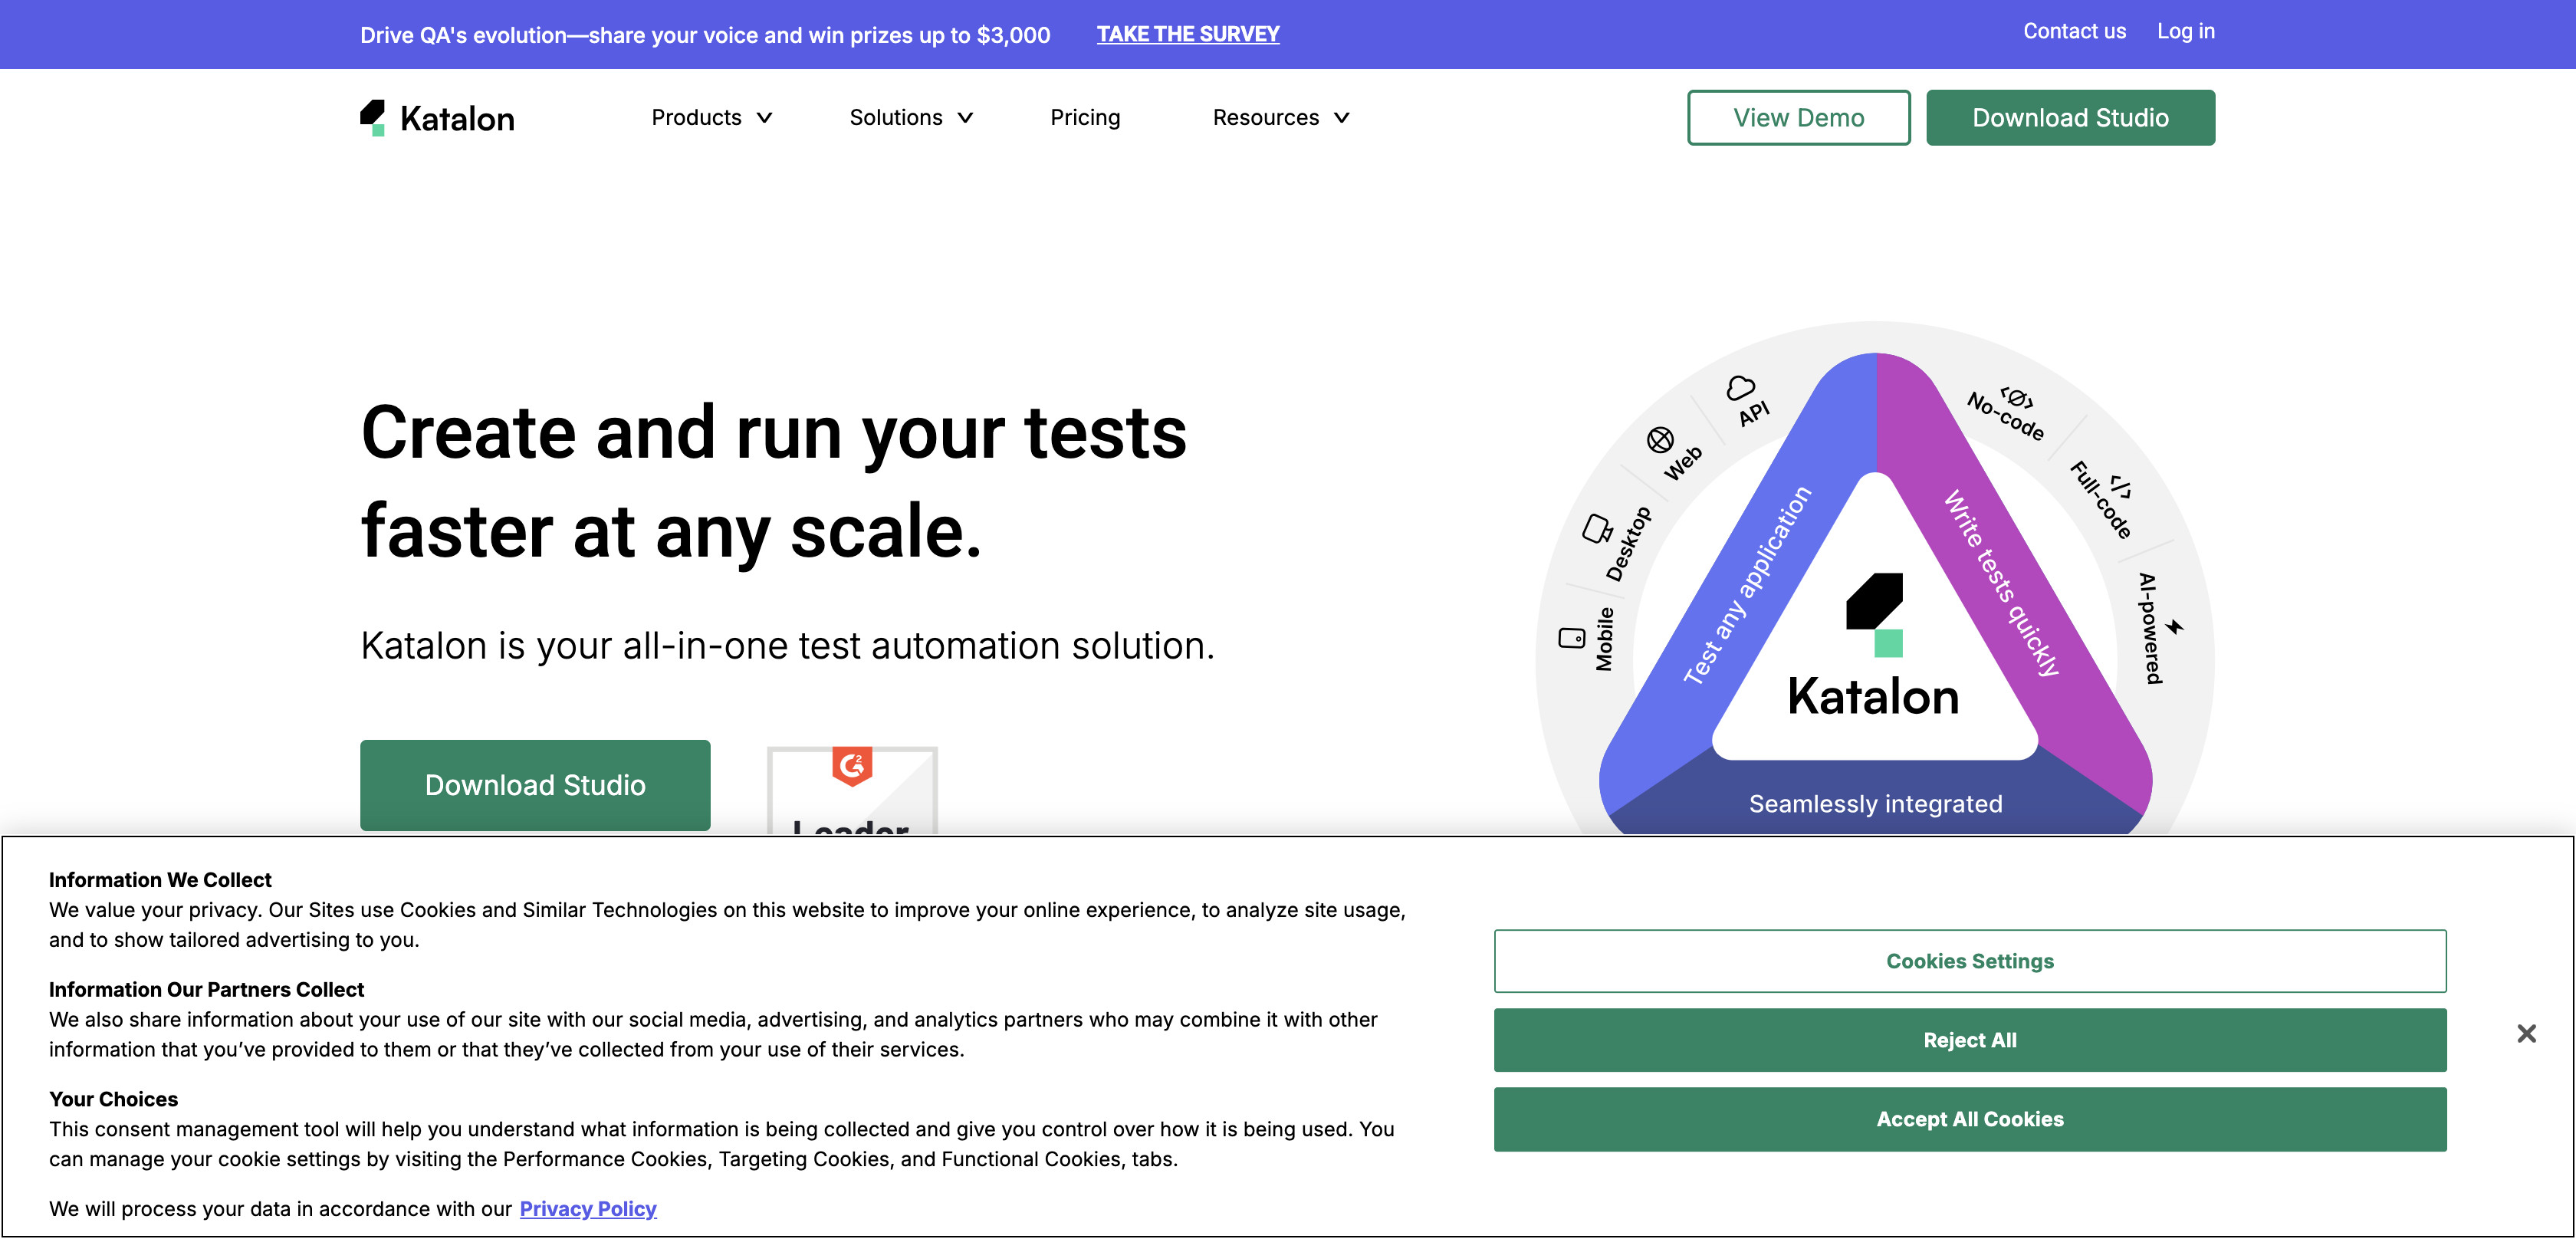 Drive QA's evolution—share your voice and win prizes up to $3,000 TAKE THE SURVEY
Contact us Log in
Katalon Products Solutions Pricing Resources View Demo Download Studio
Create and run your tests
faster at any scale.
Katalon is your all-in-one test automation solution.
Download Studio
G2
Leader
Mobile
Desktop
Web
API
No-code
Full-code
AI-powered
Test any application
Write tests quickly
Katalon
Seamlessly integrated
Information We Collect
We value your privacy. Our Sites use Cookies and Similar Technologies on this website to improve your online experience, to analyze site usage,
and to show tailored advertising to you.
Information Our Partners Collect
We also share information about your use of our site with our social media, advertising, and analytics partners who may combine it with other
information that you’ve provided to them or that they’ve collected from your use of their services.
Your Choices
This consent management tool will help you understand what information is being collected and give you control over how it is being used. You
can manage your cookie settings by visiting the Performance Cookies, Targeting Cookies, and Functional Cookies, tabs.
We will process your data in accordance with our Privacy Policy
Cookies Settings
Reject All
Accept All Cookies